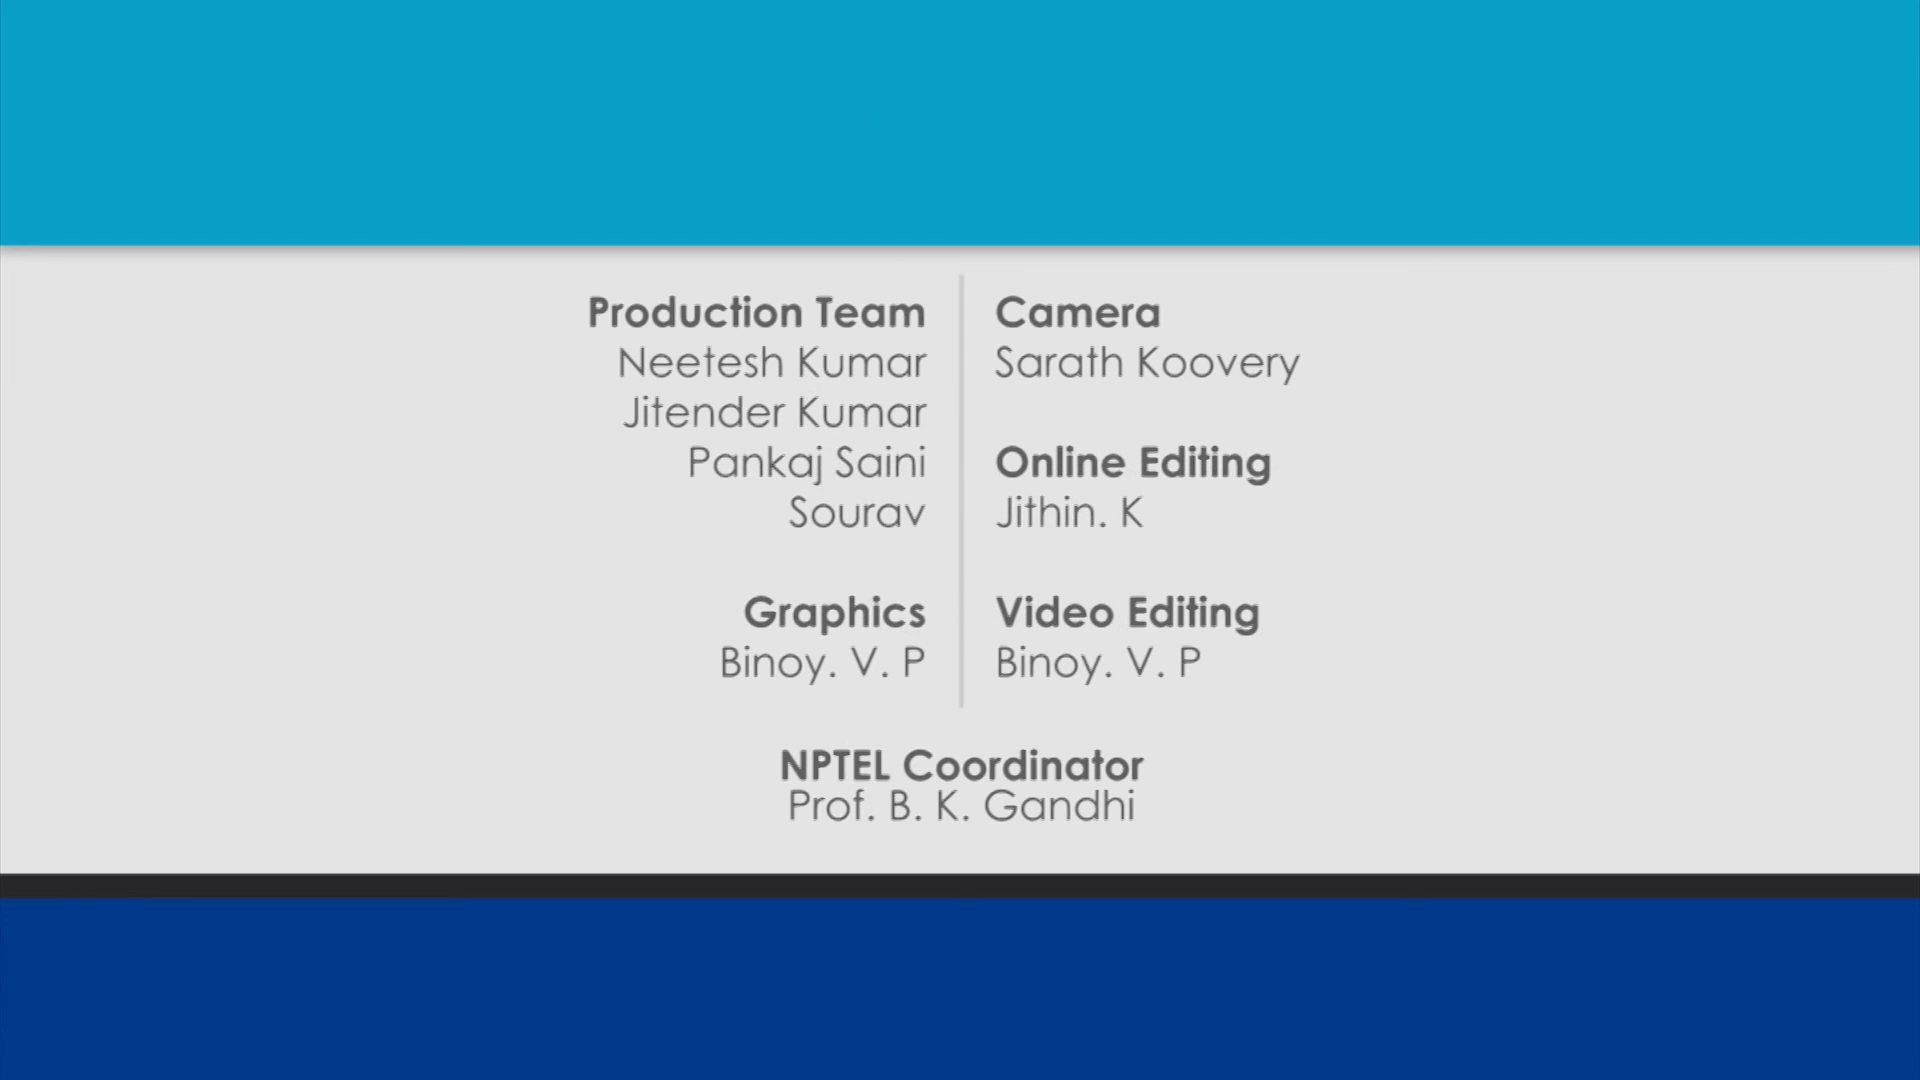 Production Team
Neetesh Kumar
Jitender Kumar
Pankaj Saini
Sourav
Graphics
Binoy. V. P
Camera
Sarath Koovery
Online Editing
Jithin. K
Video Editing
Binoy. V. P
NPTEL Coordinator
Prof. B. K. Gandhi